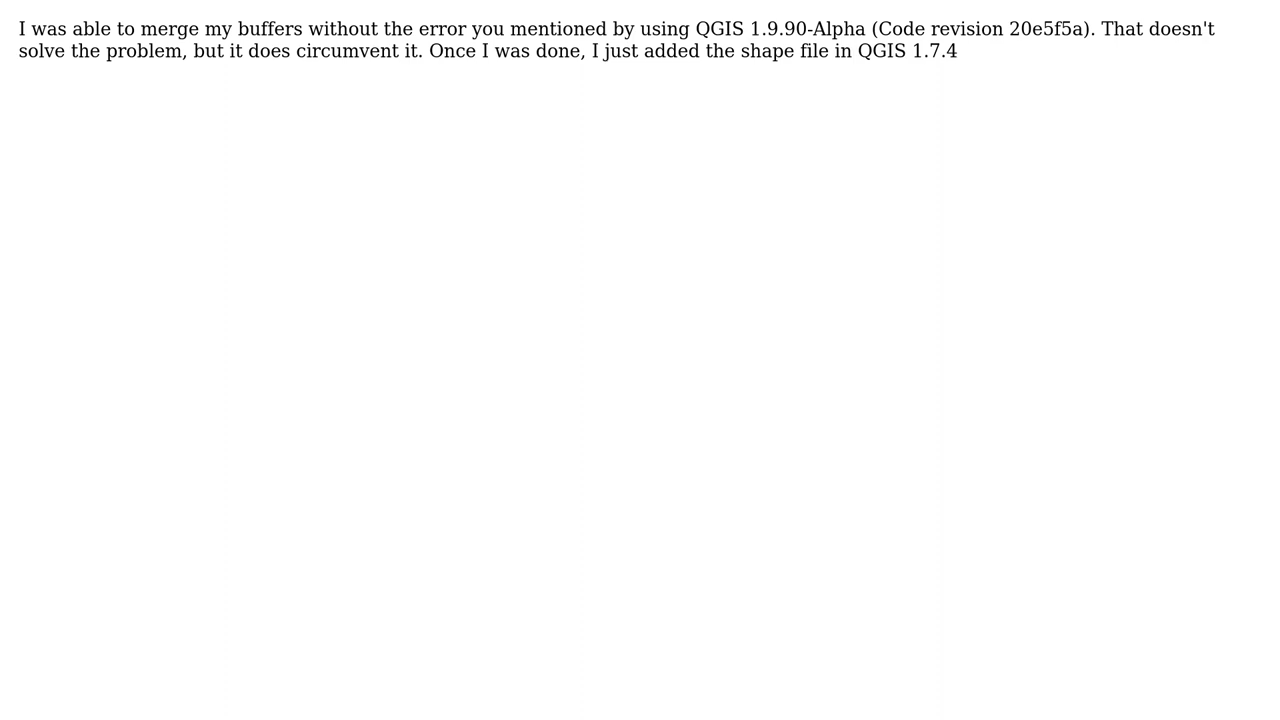 I was able to merge my buffers without the error you mentioned by using QGIS 1.9.90-Alpha (Code revision 20e5f5a). That doesn't
solve the problem, but it does circumvent it. Once I was done, I just added the shape file in QGIS 1.7.4